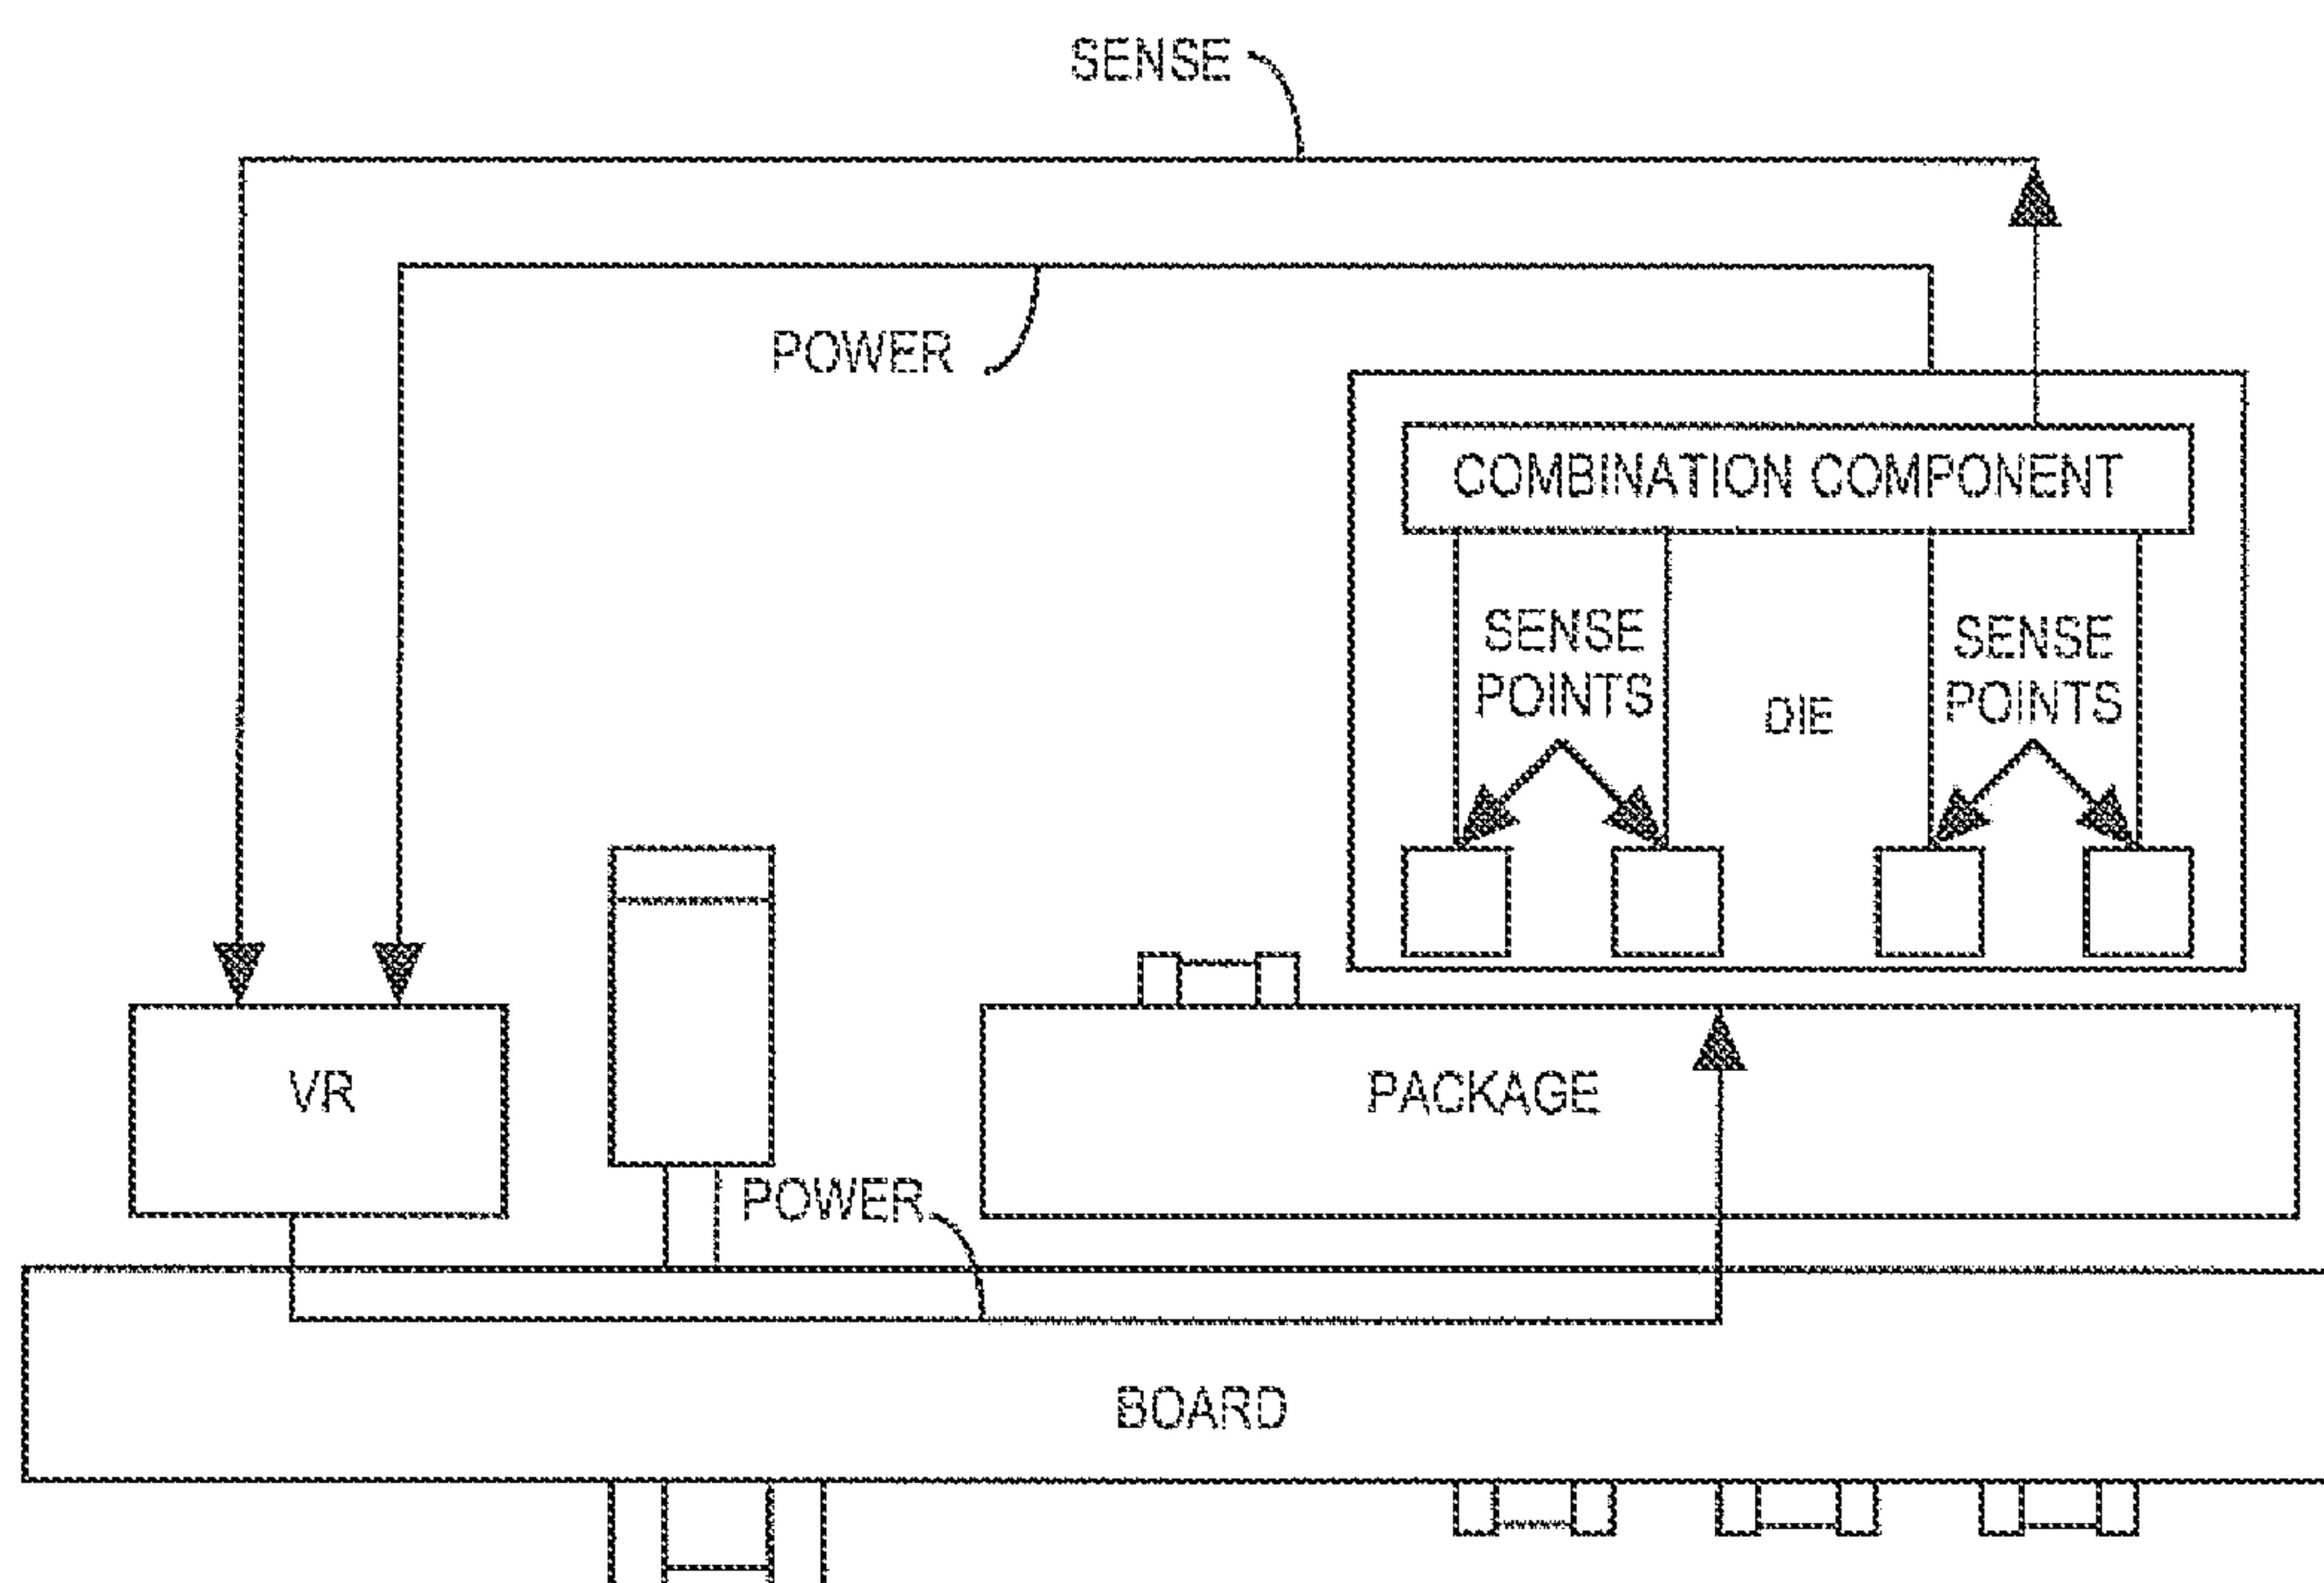 SENSE
POWER
COMBINATION COMPONENT
SENSE
POINTS
DIE
SENSE
POINTS
VR
PACKAGE
POWER
BOARD